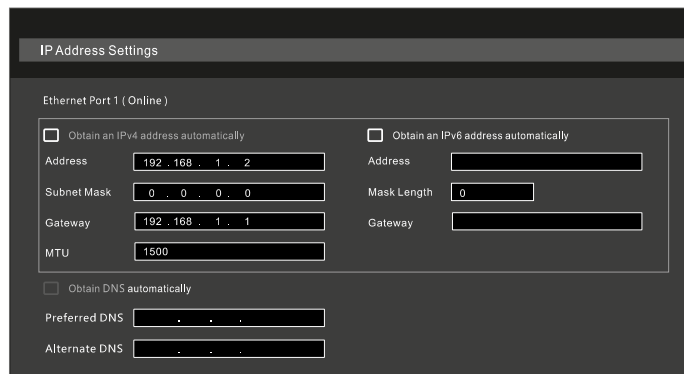 IP Address Settings
Ethernet Port 1 ( Online )
Obtain an IPv4 address automatically
Obtain an IPv6 address automatically
Address 192 . 168 . 1 . 2
Address
Subnet Mask 0 . 0 . 0 . 0
Mask Length 0
Gateway 192 . 168 . 1 . 1
Gateway
MTU 1500
Obtain DNS automatically
Preferred DNS . . .
Alternate DNS . . .